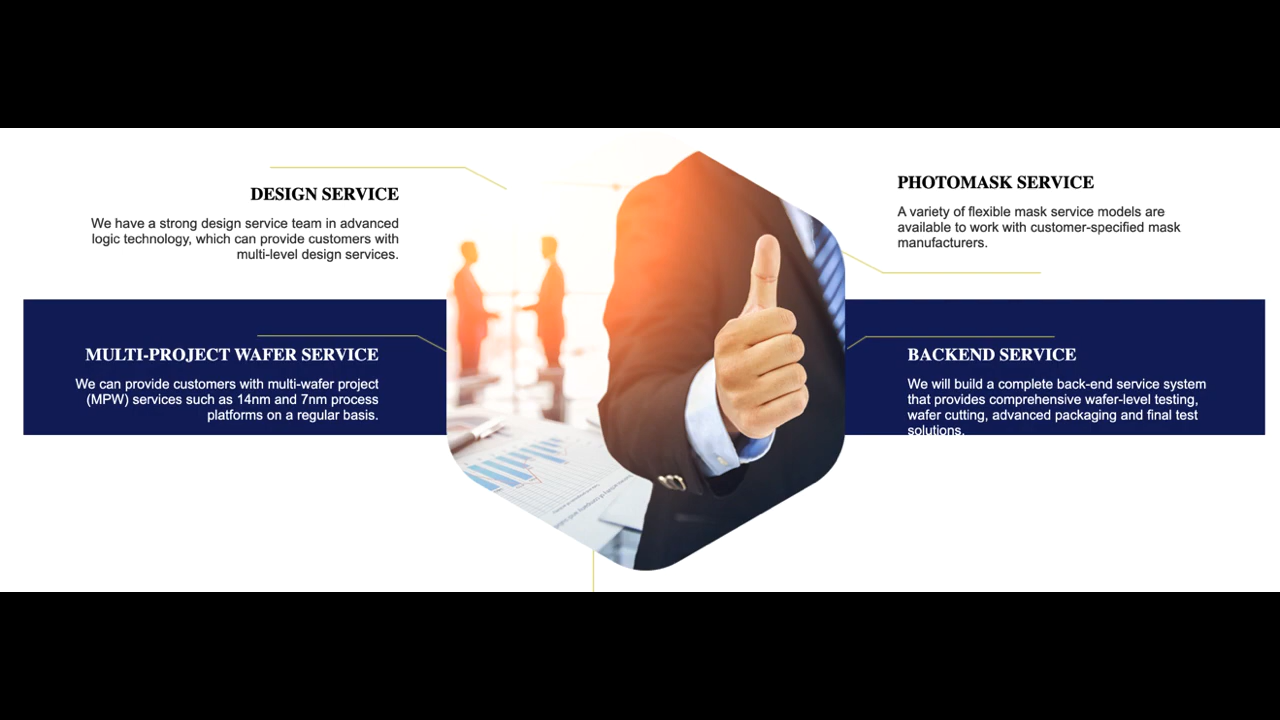 DESIGN SERVICE
We have a strong design service team in advanced
logic technology, which can provide customers with
multi-level design services.
PHOTOMASK SERVICE
A variety of flexible mask service models are
available to work with customer-specified mask
manufacturers.
MULTI-PROJECT WAFER SERVICE
We can provide customers with multi-wafer project
(MPW) services such as 14nm and 7nm process
platforms on a regular basis.
BACKEND SERVICE
We will build a complete back-end service system
that provides comprehensive wafer-level testing,
wafer cutting, advanced packaging and final test
solutions.